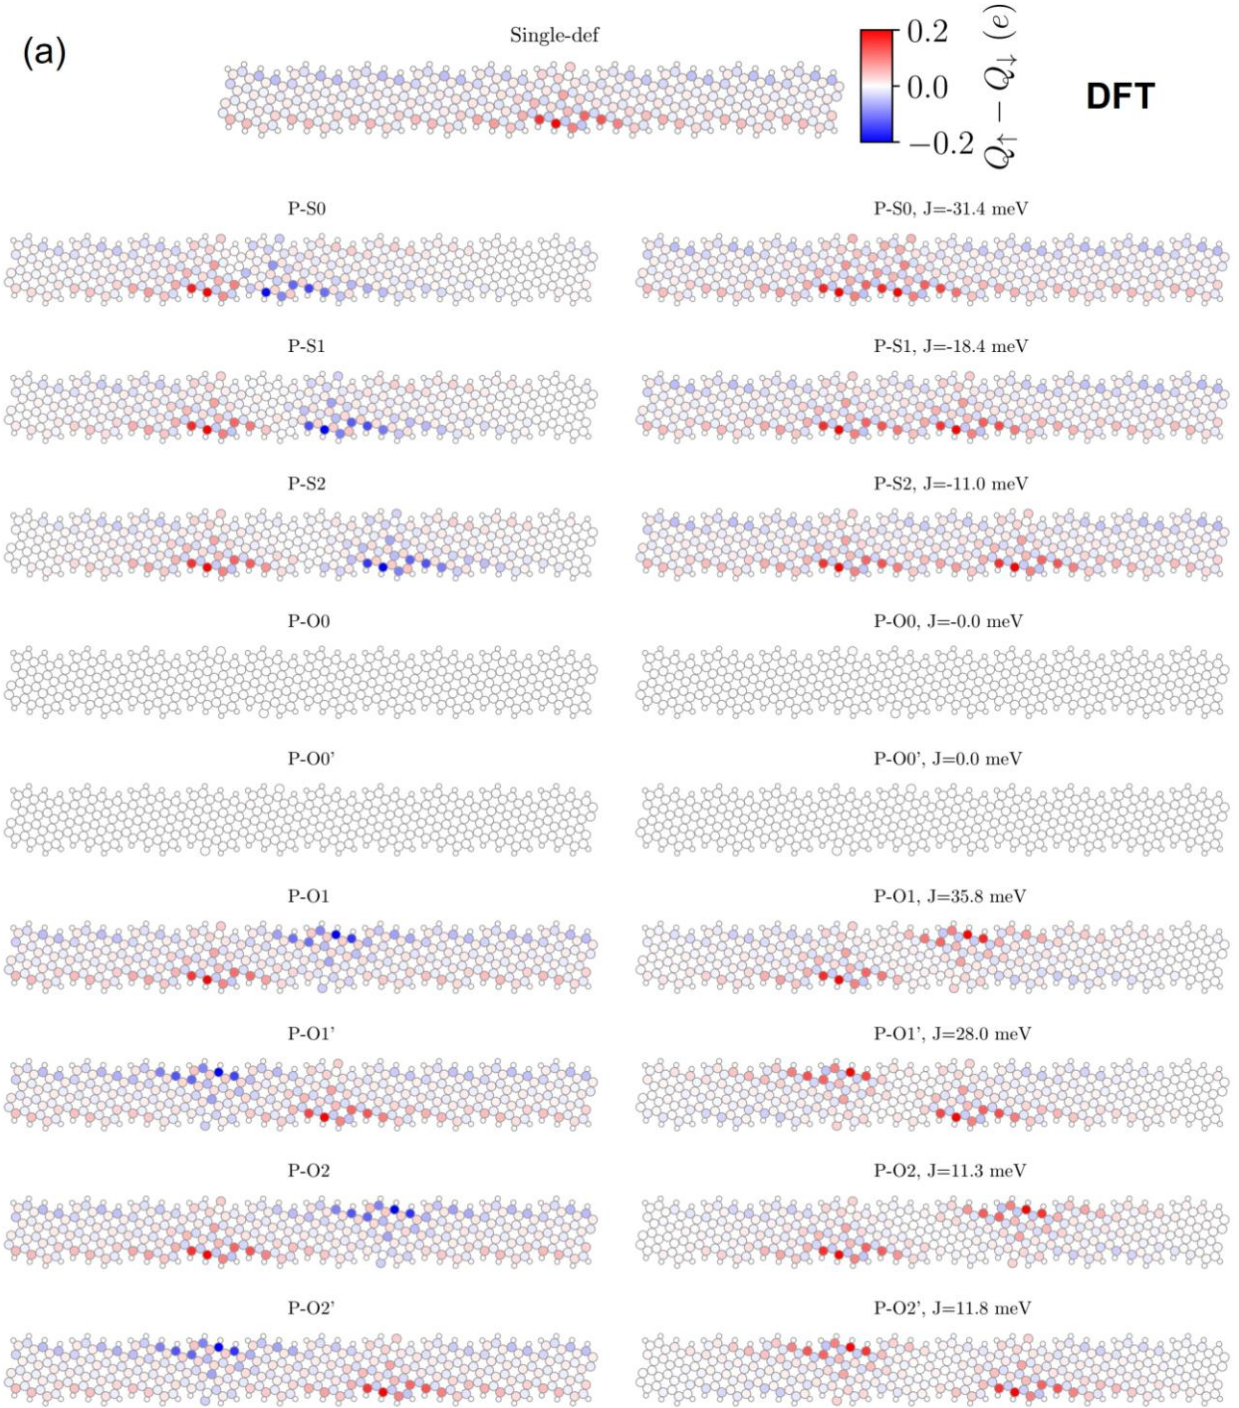 (a)
Single-def
0.2
0.0
−0.2
Q↑ − Q↓ (e)
DFT
P-S0
P-S0, J=-31.4 meV
P-S1
P-S1, J=-18.4 meV
P-S2
P-S2, J=-11.0 meV
P-O0
P-O0, J=-0.0 meV
P-O0'
P-O0', J=0.0 meV
P-O1
P-O1, J=35.8 meV
P-O1'
P-O1', J=28.0 meV
P-O2
P-O2, J=11.3 meV
P-O2'
P-O2', J=11.8 meV